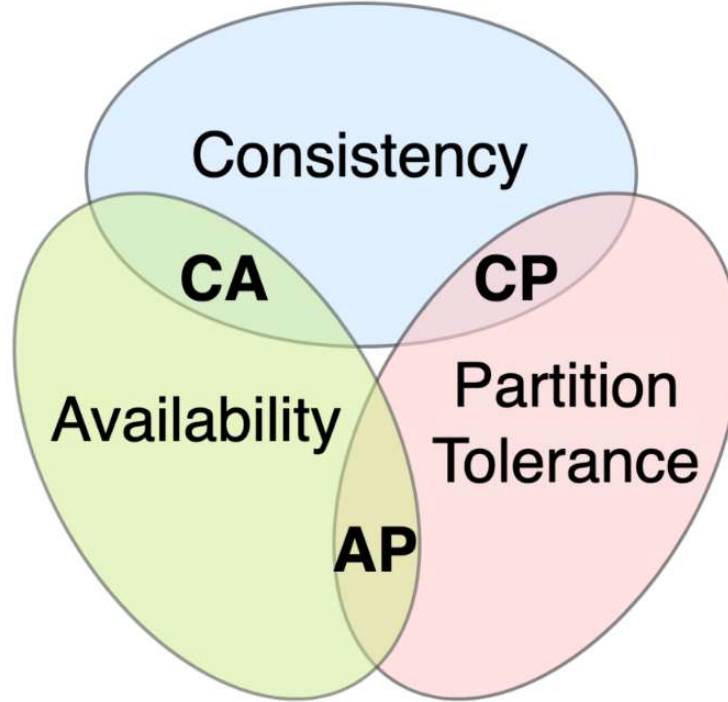 Consistency
CA
CP
Availability
Partition
Tolerance
AP